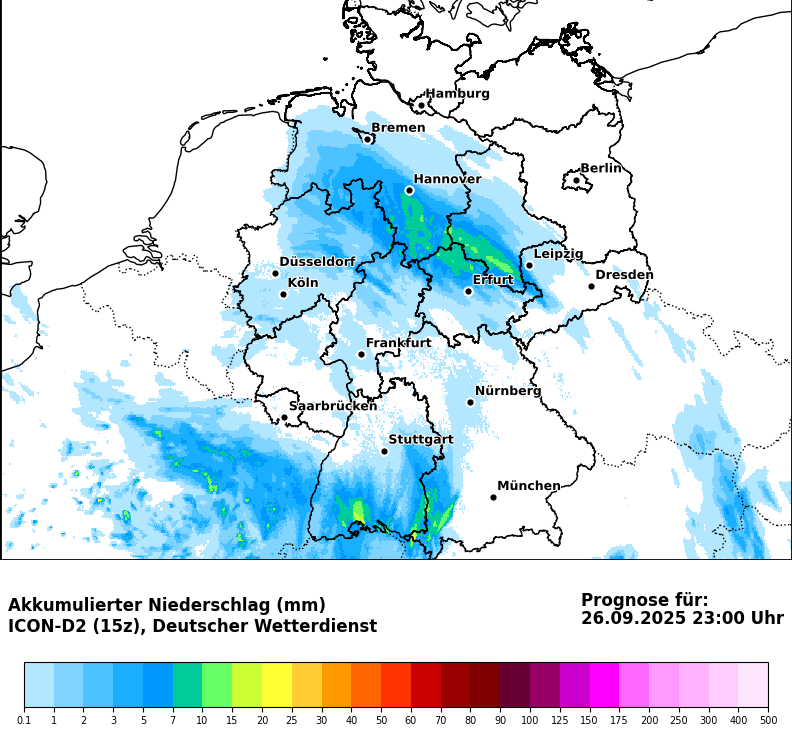 Hamburg
Bremen
Berlin
Hannover
Leipzig
Düsseldorf
Dresden
Köln
Erfurt
Frankfurt
Nürnberg
Saarbrücken
Stuttgart
München
Akkumulierter Niederschlag (mm)
ICON-D2 (15z), Deutscher Wetterdienst
Prognose für:
26.09.2025 23:00 Uhr
0.1 1 2 3 5 7 10 15 20 25 30 40 50 60 70 80 90 100 125 150 175 200 250 300 400 500